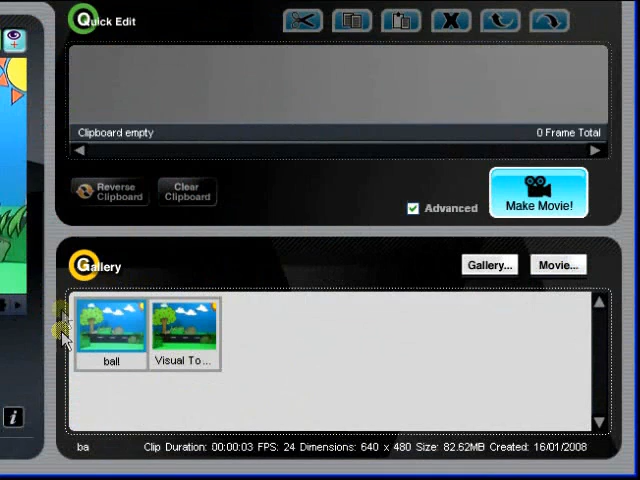 Quick Edit
Clipboard empty
0 Frame Total
Reverse Clipboard
Clear Clipboard
Advanced
Make Movie!
Gallery
Gallery...
Movie...
ball
Visual To...
ba
Clip Duration: 00:00:03 FPS: 24 Dimensions: 640 x 480 Size: 82.62MB Created: 16/01/2008